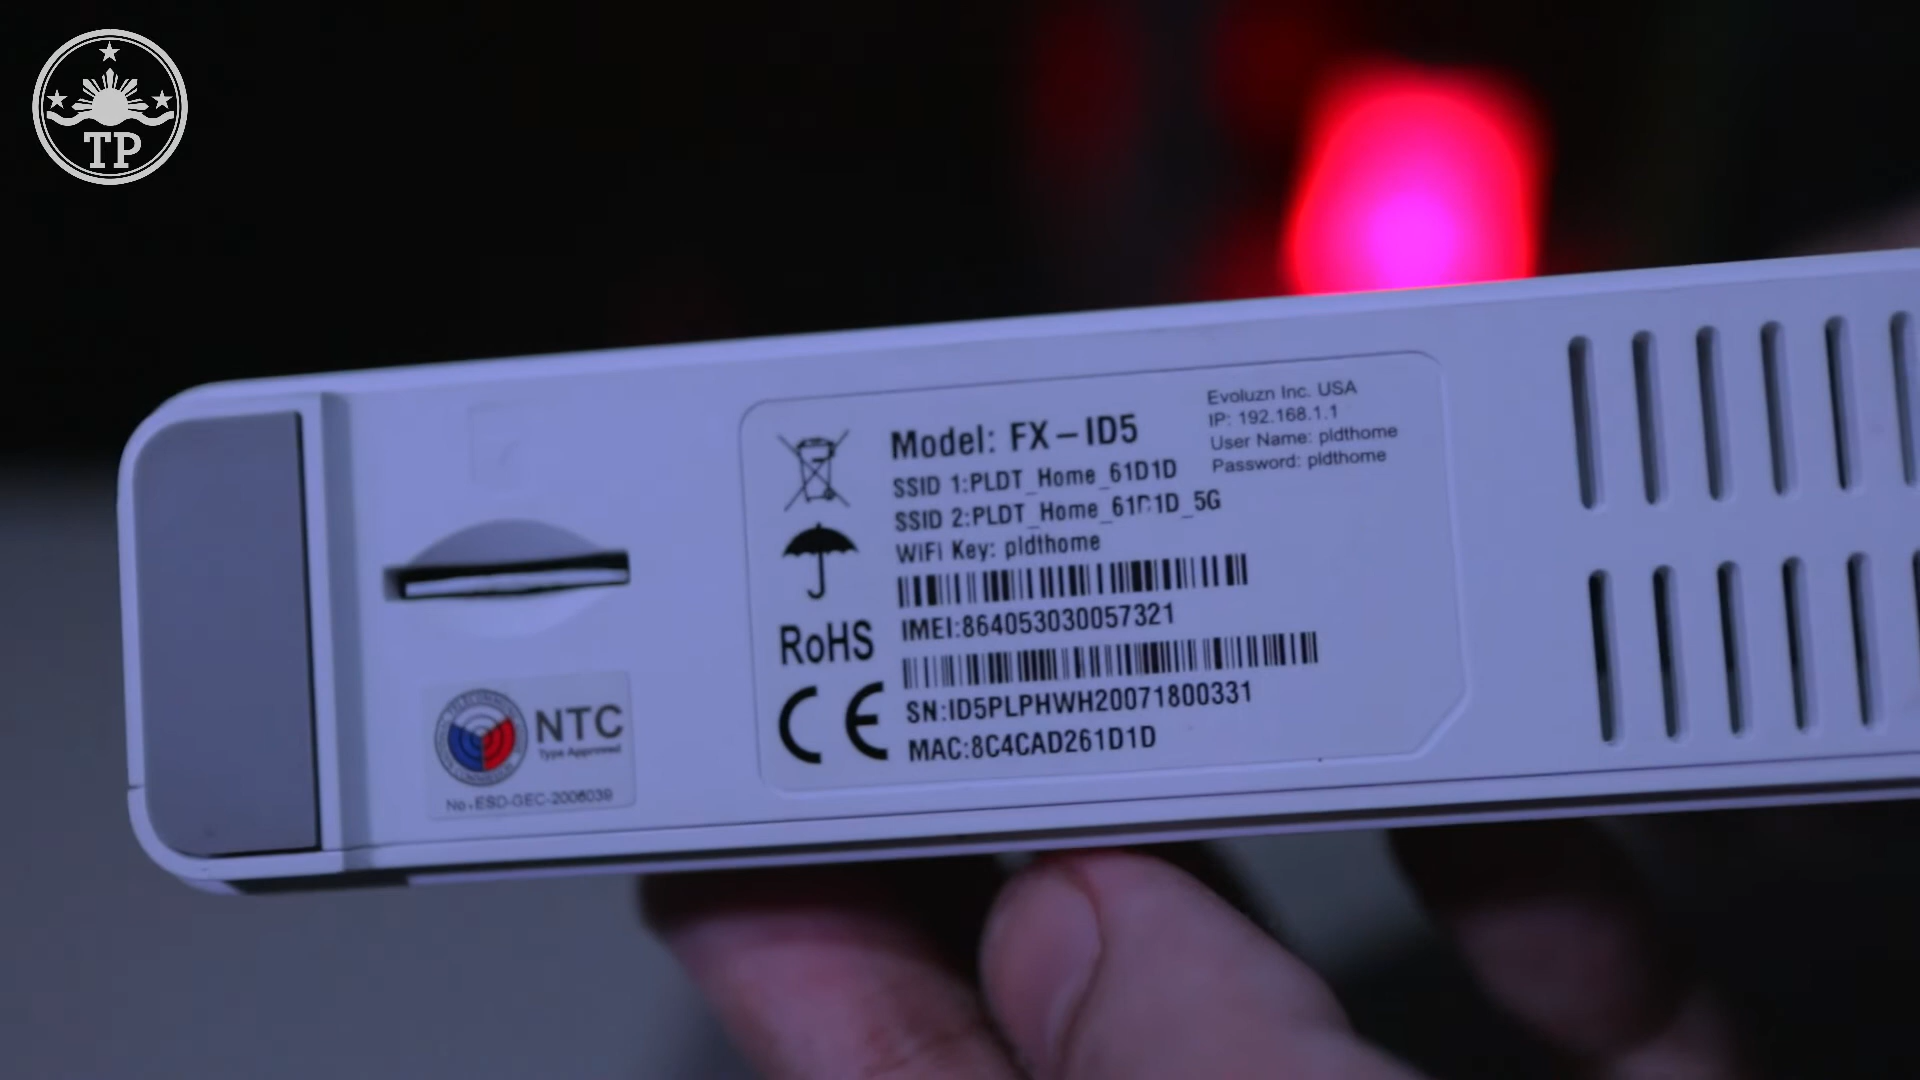 TP
Evoluzn Inc. USA
IP: 192.168.1.1
User Name: pldthome
Password: pldthome
Model: FX – ID5
SSID 1:PLDT_Home_61D1D
SSID 2:PLDT_Home_61D1D_5G
WiFi Key: pldthome
IMEI:864053030057321
RoHS
SN:ID5PLPHWH20071800331
CE
MAC:8C4CAD261D1D
NTC
Type Approved
No.:ESD-GEC-2006039